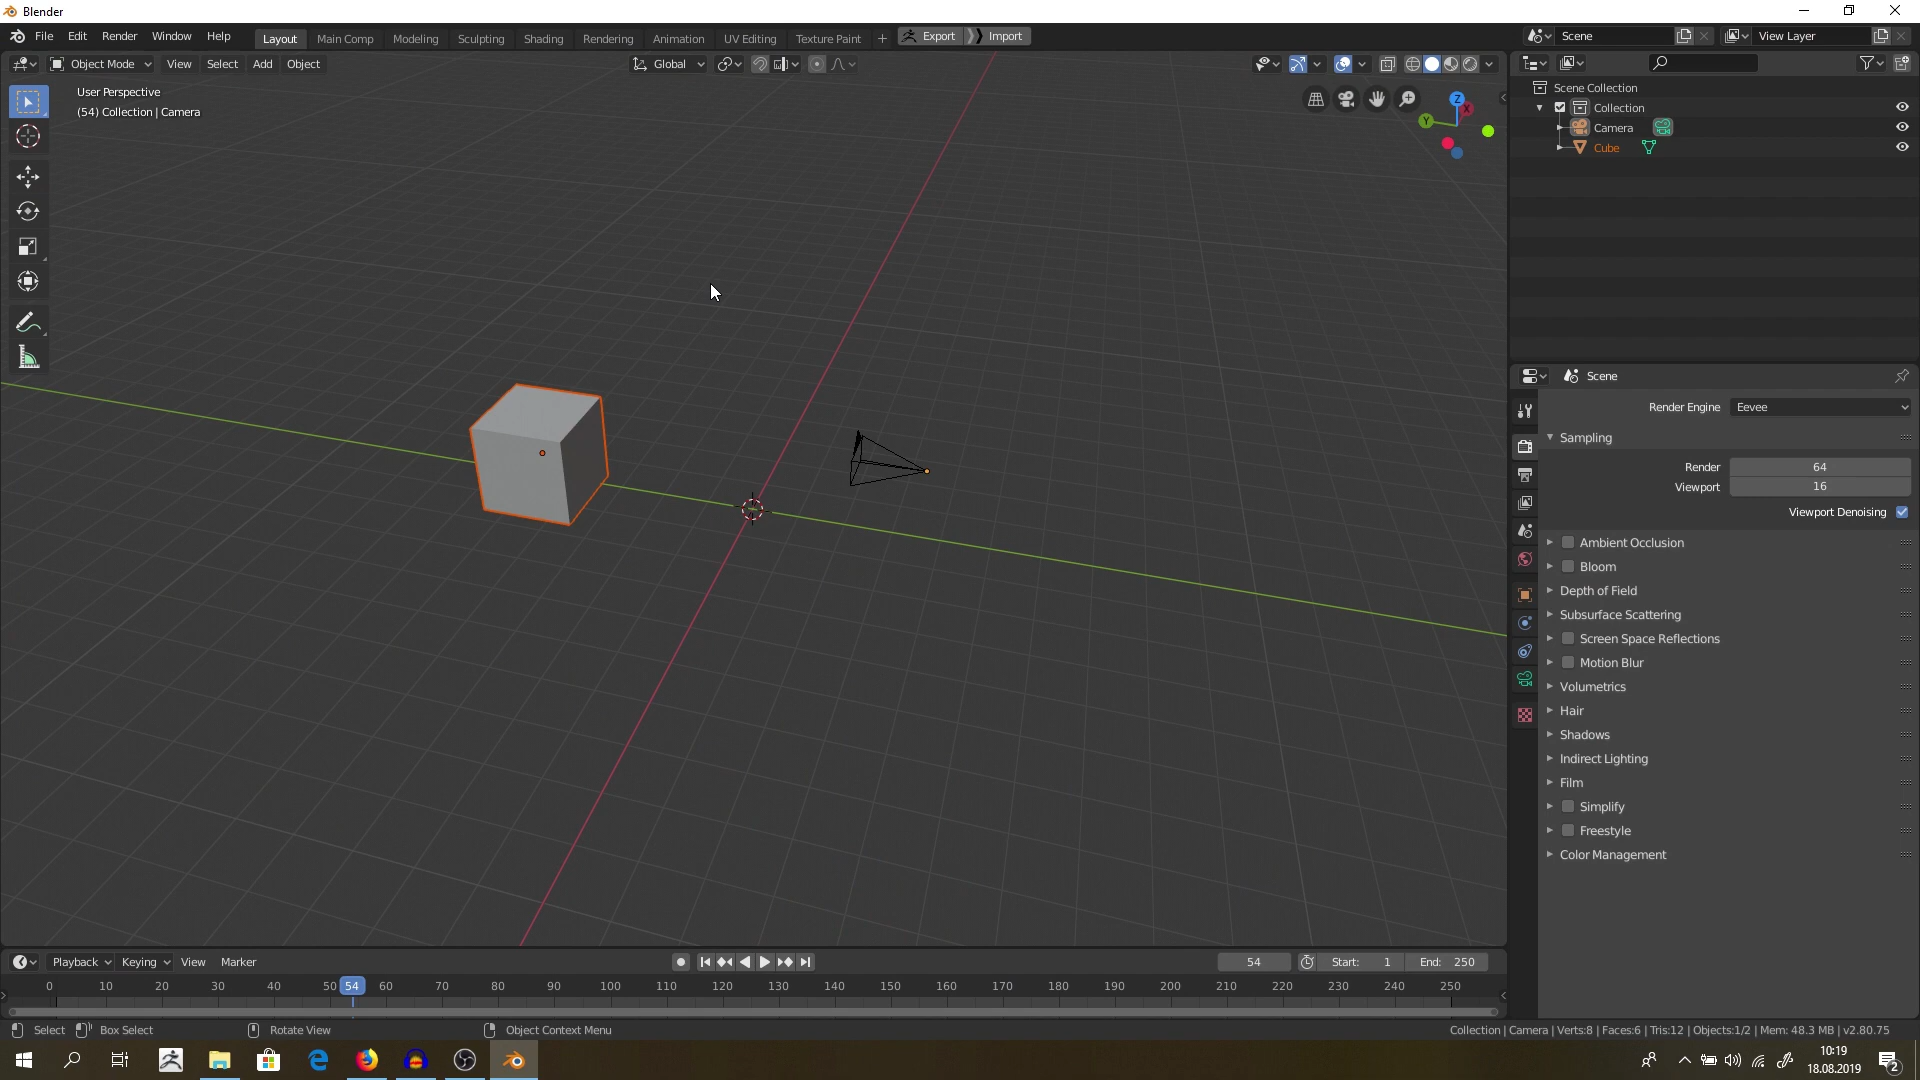 Blender
File Edit Render Window Help
Layout Main Comp Modeling Sculpting Shading Rendering Animation UV Editing Texture Paint + Export Import
Scene View Layer
Object Mode View Select Add Object
Global
User Perspective
(54) Collection | Camera
Z
X
Y
Scene Collection
Collection
Camera
Cube
Scene
Render Engine Eevee
Sampling
Render 64
Viewport 16
Viewport Denoising
Ambient Occlusion
Bloom
Depth of Field
Subsurface Scattering
Screen Space Reflections
Motion Blur
Volumetrics
Hair
Shadows
Indirect Lighting
Film
Simplify
Freestyle
Color Management
Playback Keying View Marker
54 Start: 1 End: 250
0 10 20 30 40 50 54 60 70 80 90 100 110 120 130 140 150 160 170 180 190 200 210 220 230 240 250
Select Box Select Rotate View Object Context Menu
Collection | Camera | Verts:8 | Faces:6 | Tris:12 | Objects:1/2 | Mem: 48.3 MB | v2.80.75
10:19
18.08.2019
2